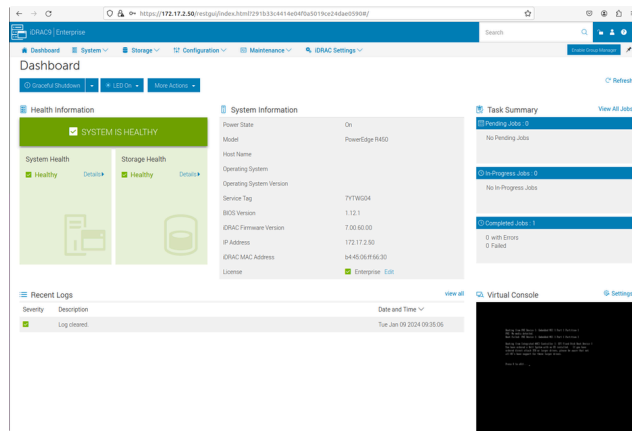 https://172.17.2.50/restgui/index.html?291b33c4414e04f6a5019ce24dae0590#/
iDRAC9 | Enterprise
Search
Dashboard System Storage Configuration Maintenance iDRAC Settings
Enable Group Manager
Dashboard
Graceful Shutdown LED On More Actions
Refresh
Health Information
SYSTEM IS HEALTHY
System Health Storage Health
Healthy Details Healthy Details
System Information
Power State On
Model PowerEdge R450
Host Name
Operating System
Operating System Version
Service Tag 7YTWG04
BIOS Version 1.12.1
iDRAC Firmware Version 7.00.60.00
IP Address 172.17.2.50
iDRAC MAC Address b4:45:06:ff:66:30
License Enterprise Edit
Task Summary View All Jobs
Pending Jobs : 0
No Pending Jobs
In-Progress Jobs : 0
No In-Progress Jobs
Completed Jobs : 1
0 with Errors
0 Failed
Recent Logs view all
Severity Description Date and Time
Log cleared. Tue Jan 09 2024 09:38:06
Virtual Console Settings